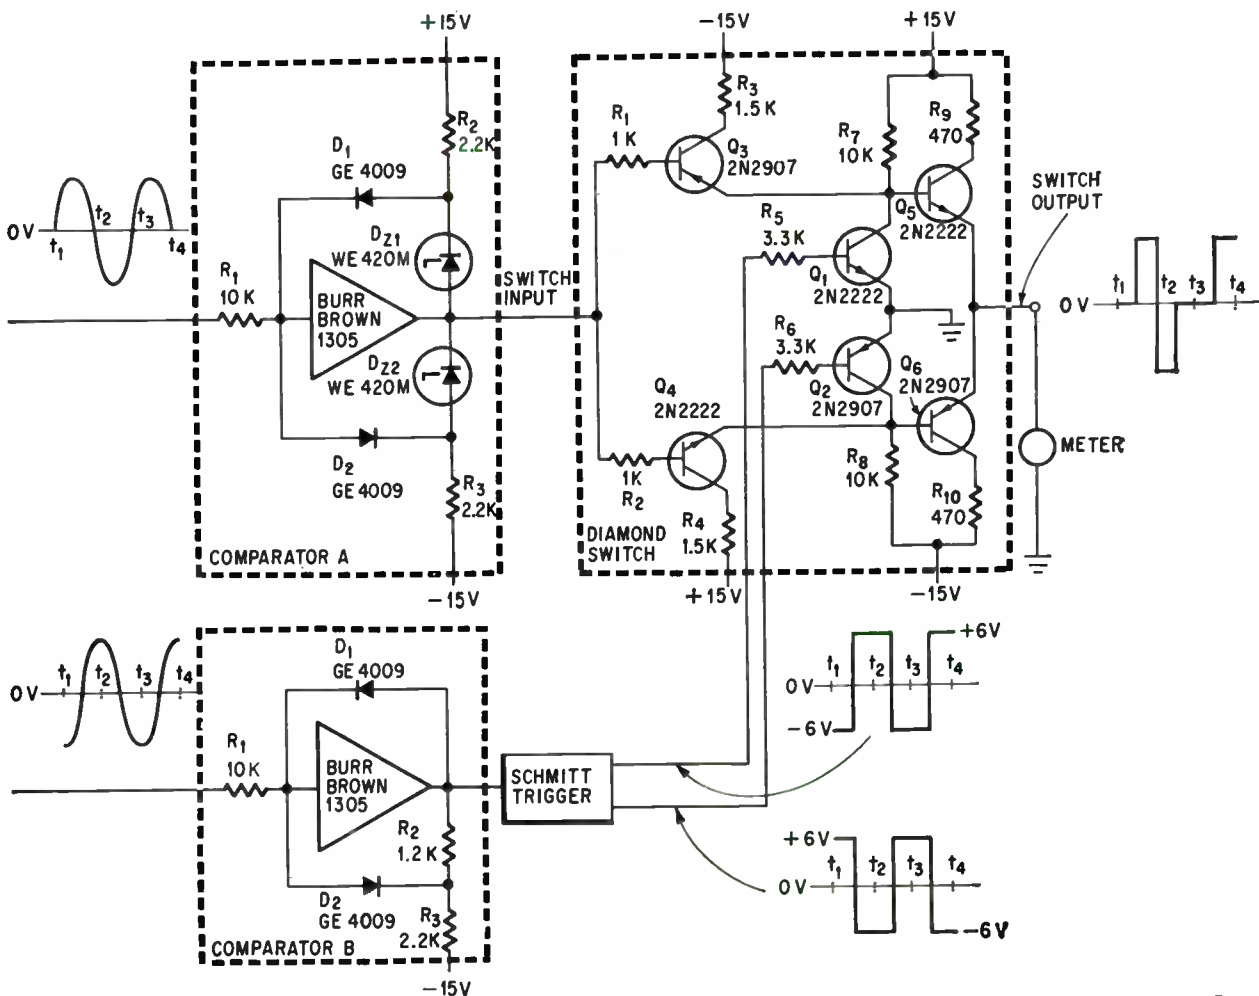 +15V
R2
2.2K
D1
GE 4009
0V
t1
t2
t3
t4
DZ1
WE 420M
R1
10K
BURR
BROWN
1305
DZ2
WE 420M
D2
GE 4009
R3
2.2K
COMPARATOR A
-15V
SWITCH
INPUT
-15V
+15V
R3
1.5K
R1
1K
Q3
2N2907
R7
10K
R9
470
R5
3.3K
Q5
2N2222
Q1
2N2222
R6
3.3K
Q4
2N2222
Q2
2N2907
Q6
2N2907
1K
R2
R8
10K
R4
1.5K
R10
470
DIAMOND
SWITCH
+15V
-15V
SWITCH
OUTPUT
METER
0V
t1
t2
t3
t4
0V
t1
t2
t3
t4
D1
GE 4009
R1
10K
BURR
BROWN
1305
R2
1.2K
D2
GE 4009
R3
2.2K
COMPARATOR B
-15V
SCHMITT
TRIGGER
+6V
0V
t1
t2
t3
t4
-6V
+6V
0V
t1
t2
t3
t4
-6V